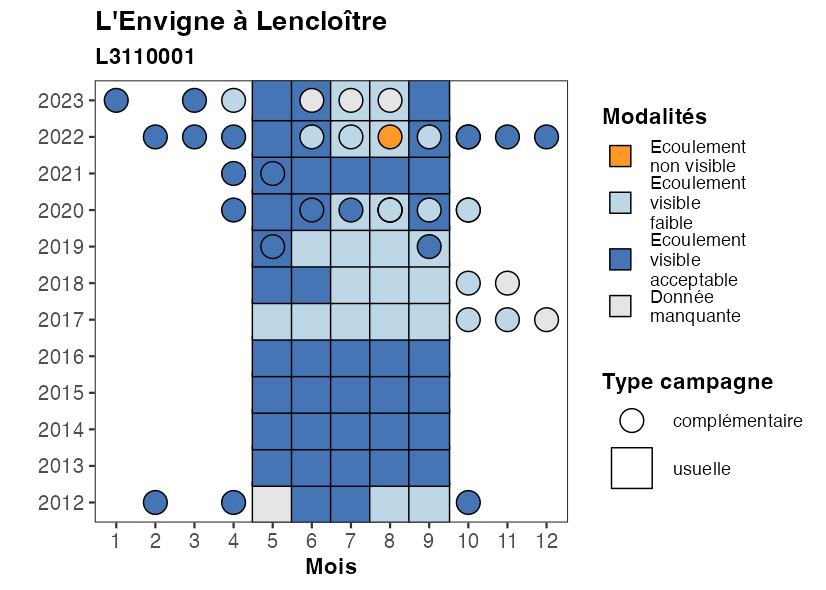 L'Envigne à Lencloître
L3110001
2023
2022
2021
2020
2019
2018
2017
2016
2015
2014
2013
2012
1 2 3 4 5 6 7 8 9 10 11 12
Mois
Modalités
Ecoulement
non visible
Ecoulement
visible
faible
Ecoulement
visible
acceptable
Donnée
manquante
Type campagne
complémentaire
usuelle